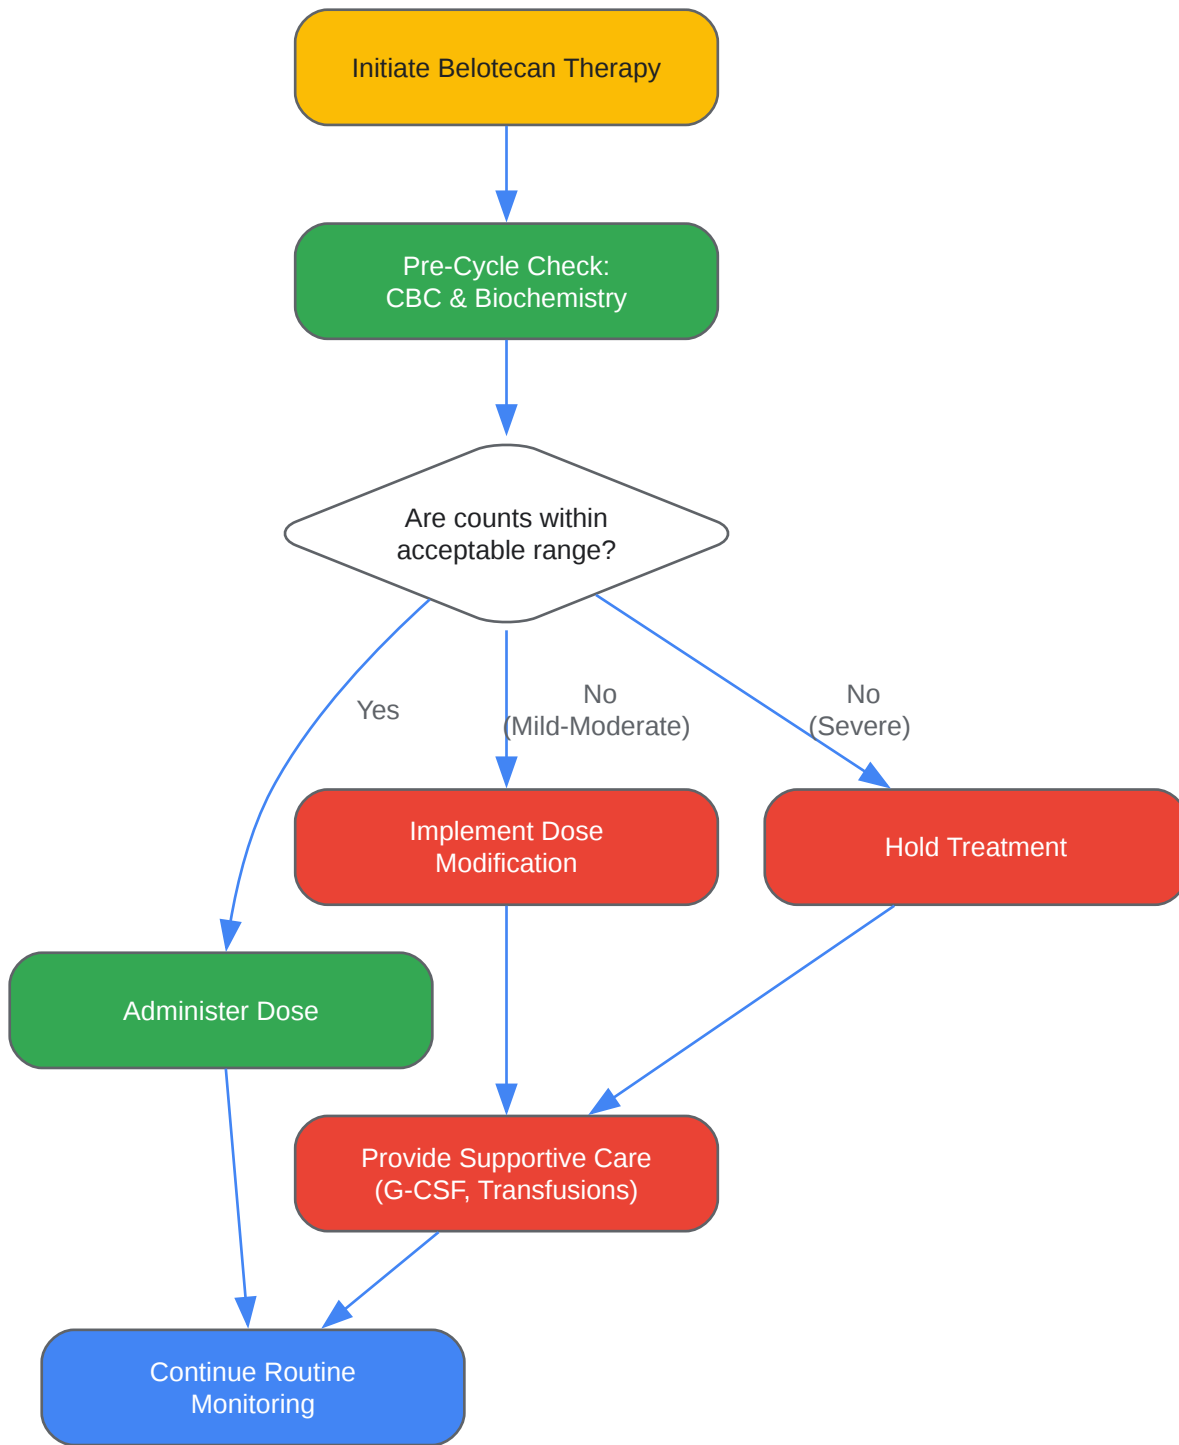 Initiate Belotecan Therapy
Pre-Cycle Check:
CBC & Biochemistry
Are counts within
acceptable range?
Yes
No
(Mild-Moderate)
No
(Severe)
Implement Dose
Modification
Hold Treatment
Administer Dose
Provide Supportive Care
(G-CSF, Transfusions)
Continue Routine
Monitoring